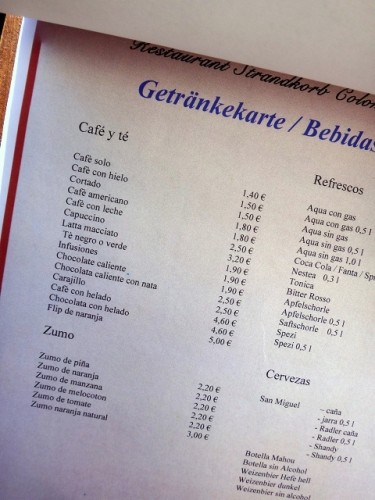 Restaurant Strandkorb Colon
Getränkekarte / Bebidas
Café y té
Cafè solo 1,40 €
Cafè con hielo 1,50 €
Cortado 1,50 €
Cafè americano 1,80 €
Cafè con leche 1,80 €
Capuccino 2,50 €
Latta macciato 3,20 €
Tè negro o verde 1,90 €
Infusiones 1,90 €
Chocolate caliente 1,90 €
Chocolata caliente con nata 2,50 €
Carajillo 2,50 €
Cafè con helado 4,60 €
Chocolata con helado 4,60 €
Flip de naranja 5,00 €
Zumo
Zumo de piña 2,20 €
Zumo de naranja 2,20 €
Zumo de manzana 2,20 €
Zumo de melocoton 2,20 €
Zumo de tomate 2,20 €
Zumo naranja natural 3,00 €
Refrescos
Aqua con gas
Aqua con gas 0,5 l
Aqua sin gas
Aqua sin gas 0,5 l
Aqua sin gas 1,0 l
Coca Cola / Fanta / Sp
Nestea 0,3 l
Tonica
Bitter Rosso
Apfelschorle
Apfelschorle 0,5 l
Saftschorle 0,5 l
Spezi
Spezi 0,5 l
Cervezas
San Miguel – caña
- jarra 0,5 l
- Radler caña
- Radler 0,5 l
- Shandy
- Shandy 0,5 l
Botella Mahou
Botella sin Alcohol
Weizenbier Hefe hell
Weizenbier dunkel
Weizenbier sin alcohol